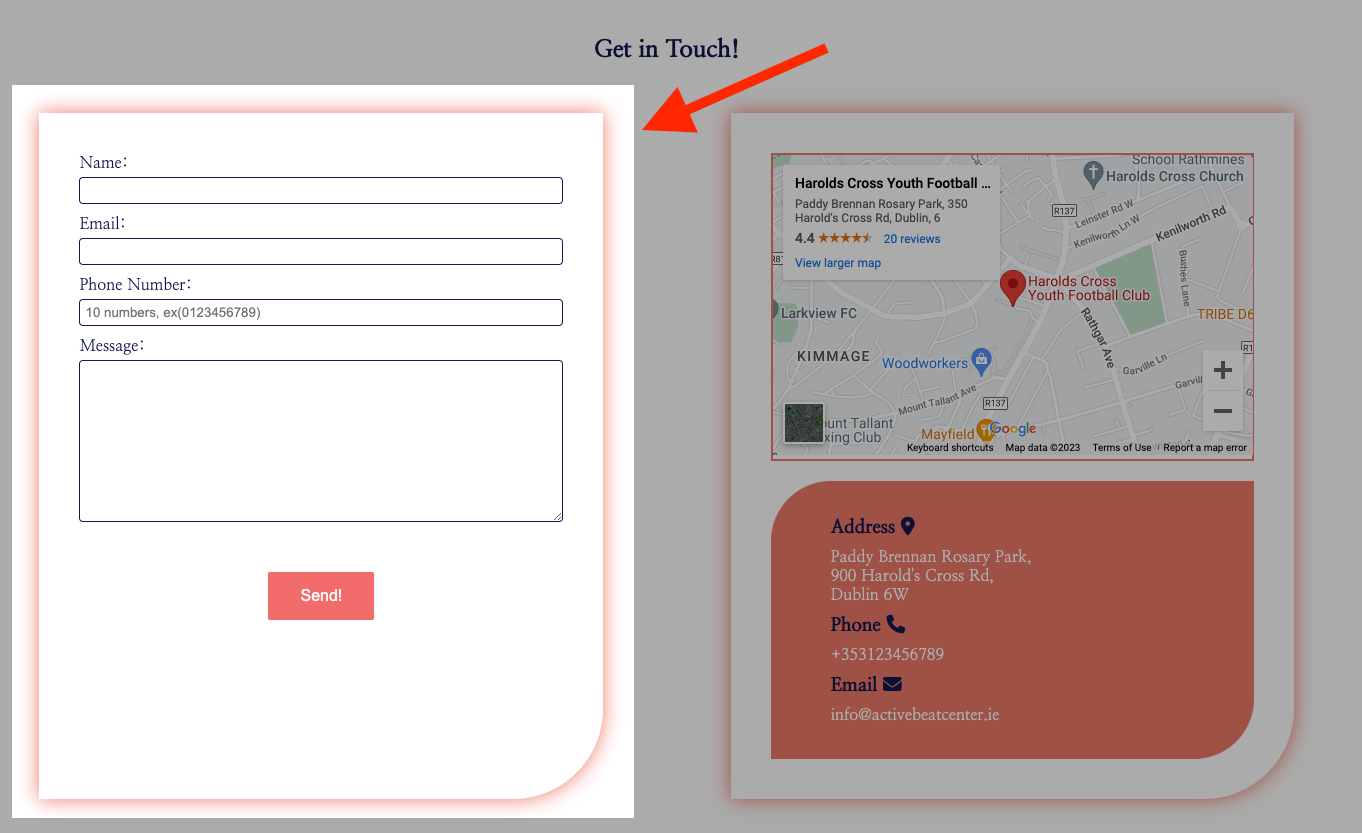 Get in Touch!
Name:
Email:
Phone Number:
10 numbers, ex(0123456789)
Message:
Send!
Harolds Cross Youth Football ...
Paddy Brennan Rosary Park, 350
Harold's Cross Rd, Dublin, 6
4.4 20 reviews
View larger map
School Rathmines
Harolds Cross Church
R137
Leinster Rd W
Kenilworth Ln W
Kenilworth Rd
Bushes Lane
Harolds Cross
Youth Football Club
Larkview FC
TRIBE D6
Rathgar Ave
KIMMAGE
Woodworkers
Garville Ln
Mount Tallant Ave
R137
unt Tallant
xing Club
Mayfield
Google
Keyboard shortcuts Map data ©2023 Terms of Use Report a map error
Address
Paddy Brennan Rosary Park,
900 Harold's Cross Rd,
Dublin 6W
Phone
+353123456789
Email
info@activebeatcenter.ie